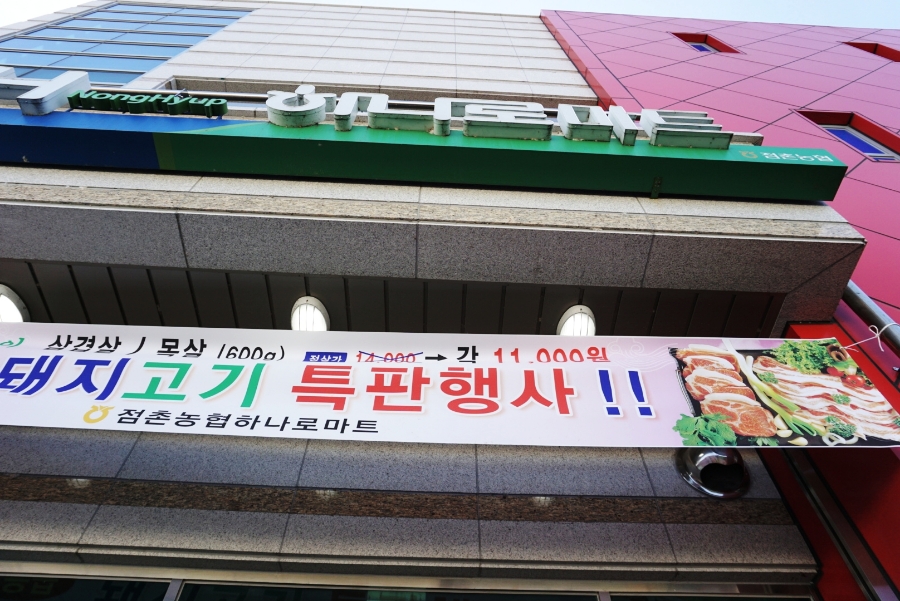 NongHyup 하나로마트
점촌농협
삼겹살 / 목살 (600g) 정상가 14,000 → 각 11,000원
돼지고기 특판행사!!
점촌농협하나로마트